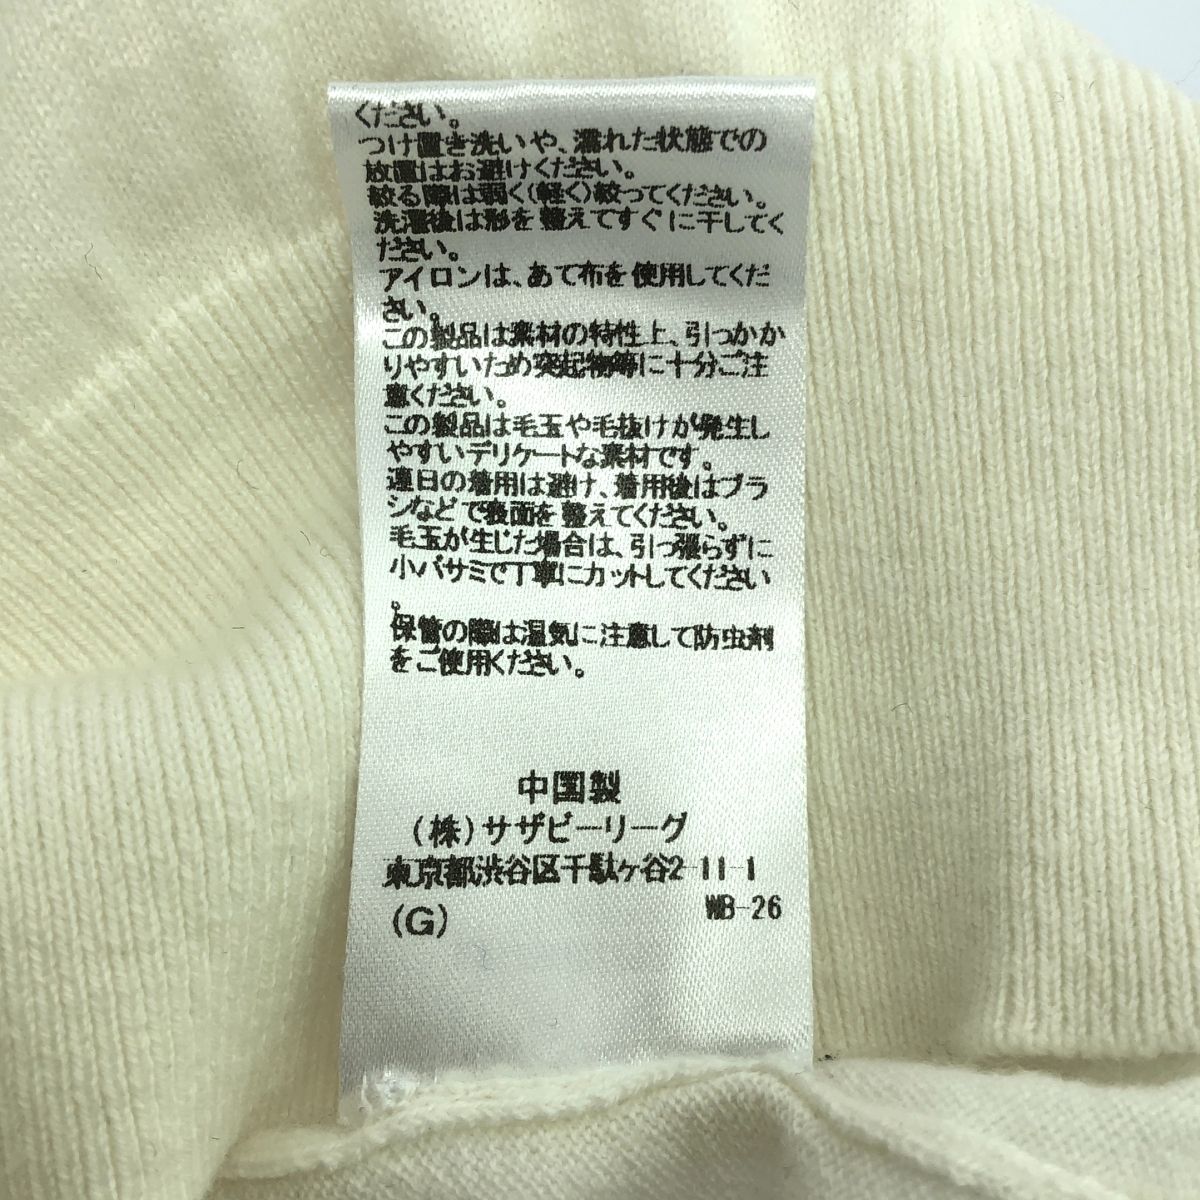 ください。
つけ置き洗いや、濡れた状態での
放置はお避けください。
絞る際は弱く(軽く)絞ってください。
洗濯後は形を整えてすぐに干してく
ださい。
アイロンは、あて布を使用してくだ
さい。
この製品は素材の特性上、引っかか
りやすいため突起物等に十分ご注
意ください。
この製品は毛玉や毛抜けが発生し
やすいデリケートな素材です。
連日の着用は避け、着用後はブラ
シなどで表面を整えてください。
毛玉が生じた場合は、引っ張らずに
小バサミで丁寧にカットしてください
。
保管の際は湿気に注意して防虫剤
をご使用ください。
中国製
(株)サザビーリーグ
東京都渋谷区千駄ヶ谷2-11-1
(G) WB-26